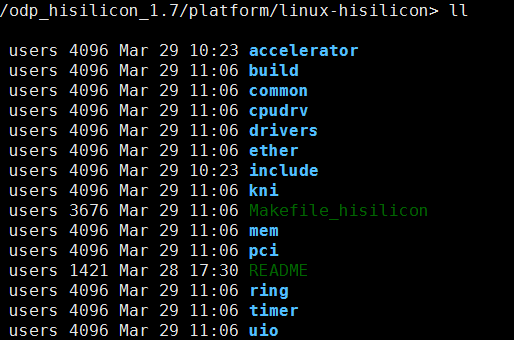 /odp_hisilicon_1.7/platform/linux-hisilicon> ll
users 4096 Mar 29 10:23 accelerator
users 4096 Mar 29 11:06 build
users 4096 Mar 29 11:06 common
users 4096 Mar 29 11:06 cpudrv
users 4096 Mar 29 11:06 drivers
users 4096 Mar 29 11:06 ether
users 4096 Mar 29 10:23 include
users 4096 Mar 29 11:06 kni
users 3676 Mar 29 11:06 Makefile_hisilicon
users 4096 Mar 29 11:06 mem
users 4096 Mar 29 11:06 pci
users 1421 Mar 28 17:30 README
users 4096 Mar 29 11:06 ring
users 4096 Mar 29 11:06 timer
users 4096 Mar 29 11:06 uio